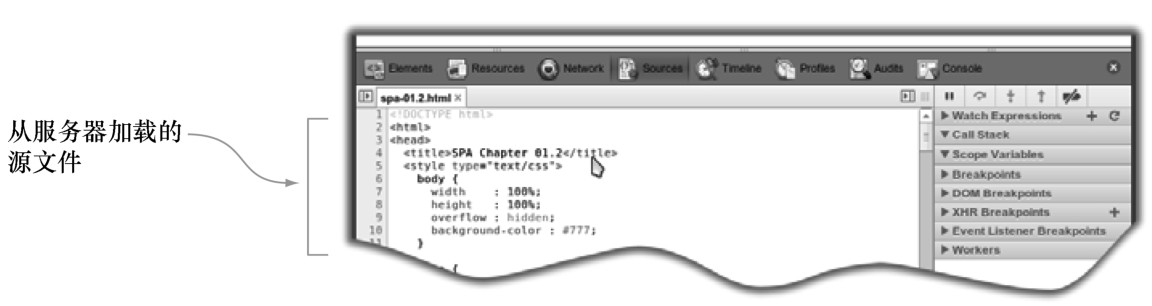 从服务器加载的
源文件
Elements Resources Network Sources Timeline Profiles Audits Console
spa-01.2.html ×
1 <!DOCTYPE html>
2 <html>
3 <head>
4 <title>SPA Chapter 01.2</title>
5 <style type="text/css">
6 body {
7 width : 100%;
8 height : 100%;
9 overflow : hidden;
10 background-color : #777;
11 }
{
Watch Expressions
Call Stack
Scope Variables
Breakpoints
DOM Breakpoints
XHR Breakpoints
Event Listener Breakpoints
Workers